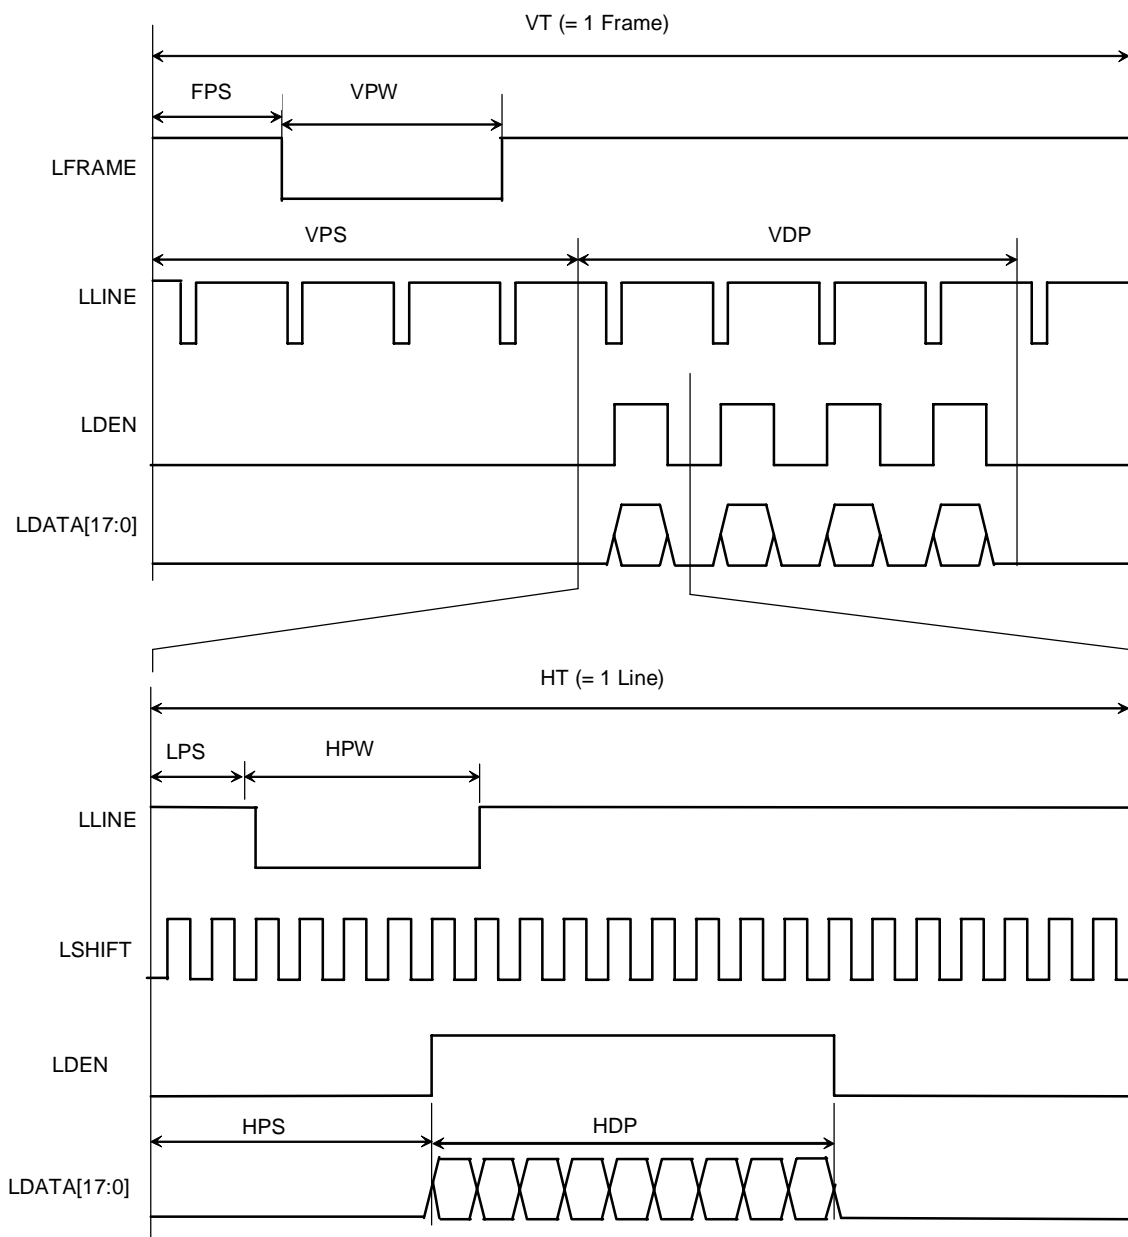 VT (= 1 Frame)
FPS
VPW
LFRAME
VPS
VDP
LLINE
LDEN
LDATA[17:0]
HT (= 1 Line)
LPS
HPW
LLINE
LSHIFT
LDEN
HPS
HDP
LDATA[17:0]